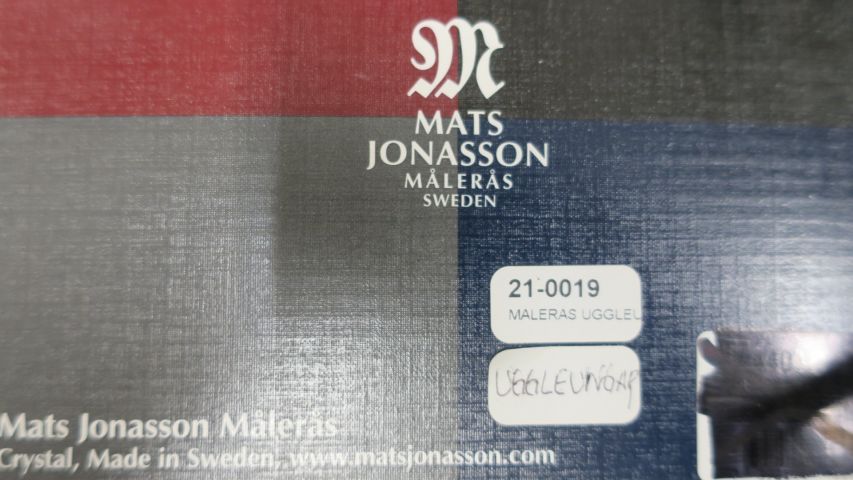 M
MATS
JONASSON
MÅLERÅS
SWEDEN
21-0019
MALERAS UGGLEU
UGGLEUNGAR
Mats Jonasson Målerås
Crystal, Made in Sweden, www.matsjonasson.com